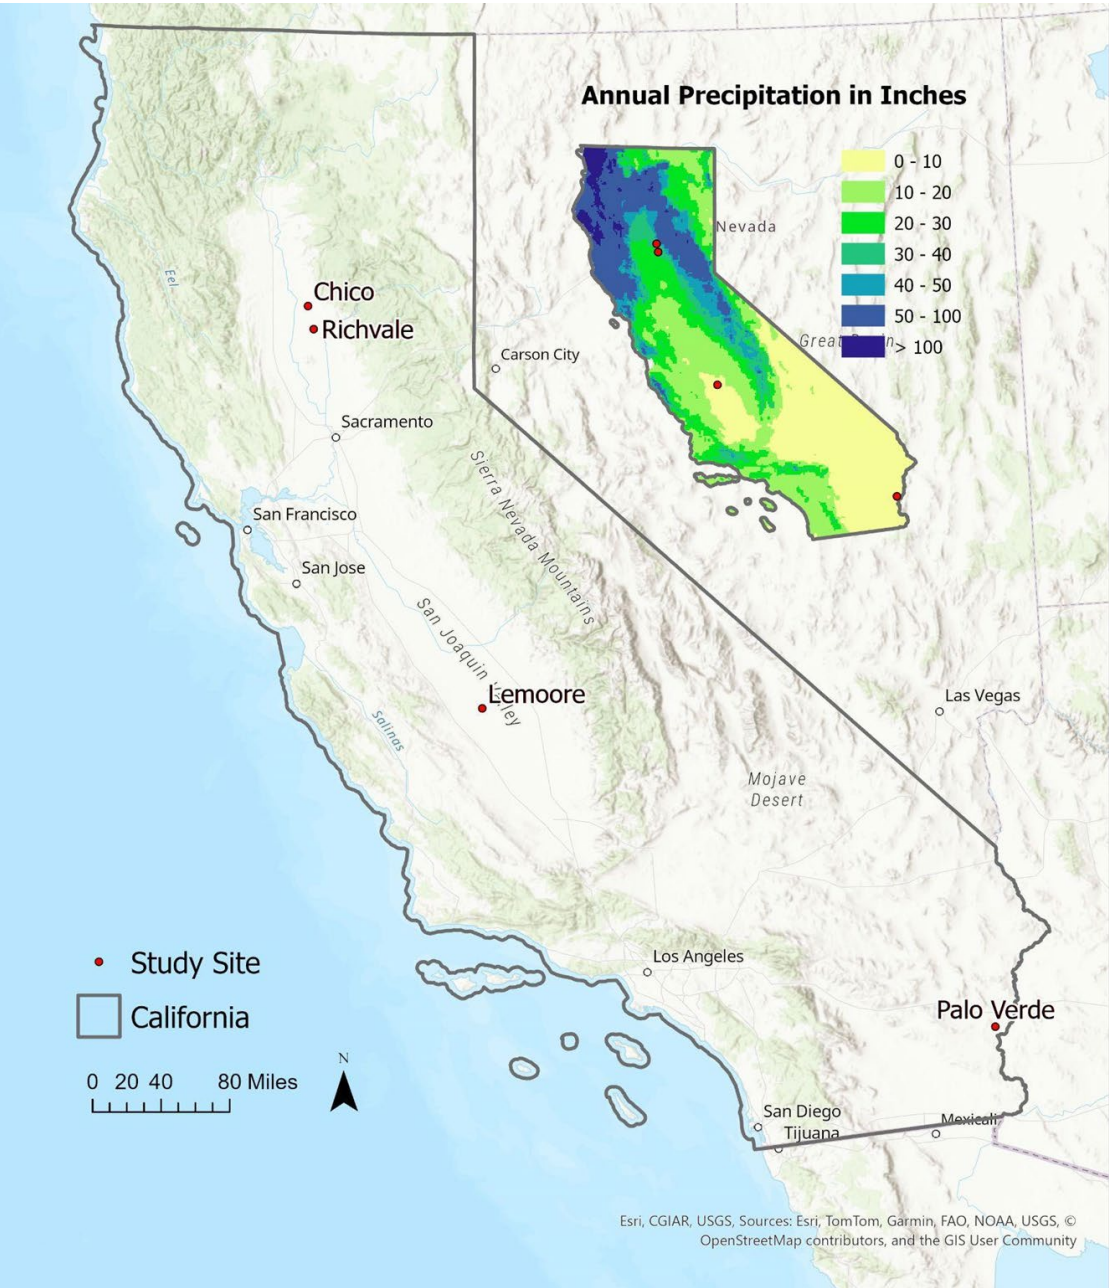 Annual Precipitation in Inches
0 - 10
10 - 20
20 - 30
30 - 40
40 - 50
50 - 100
> 100
Nevada
Great
Eel
Chico
Richvale
Carson City
Sacramento
Sierra Nevada Mountains
San Francisco
San Jose
San Joaquin Valley
Lemoore
Salinas
Las Vegas
Mojave
Desert
Los Angeles
Study Site
California
Palo Verde
0 20 40 80 Miles
N
San Diego
Tijuana
Mexicali
Esri, CGIAR, USGS, Sources: Esri, TomTom, Garmin, FAO, NOAA, USGS, ©
OpenStreetMap contributors, and the GIS User Community